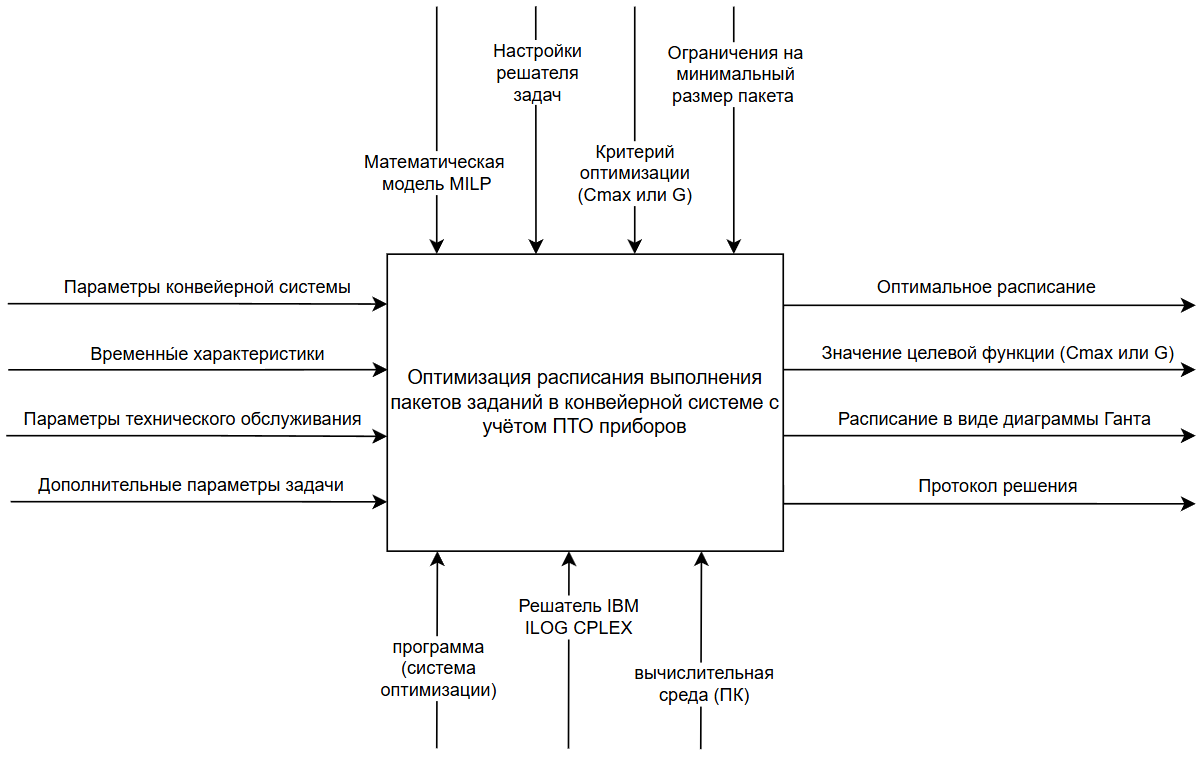 Настройки
решателя
задач
Ограничения на
минимальный
размер пакета
Математическая
модель MILP
Критерий
оптимизации
(Cmax или G)
Параметры конвейерной системы
Временны́е характеристики
Параметры технического обслуживания
Дополнительные параметры задачи
Оптимизация расписания выполнения
пакетов заданий в конвейерной системе с
учётом ПТО приборов
Оптимальное расписание
Значение целевой функции (Cmax или G)
Расписание в виде диаграммы Ганта
Протокол решения
программа
(система
оптимизации)
Решатель IBM
ILOG CPLEX
вычислительная
среда (ПК)